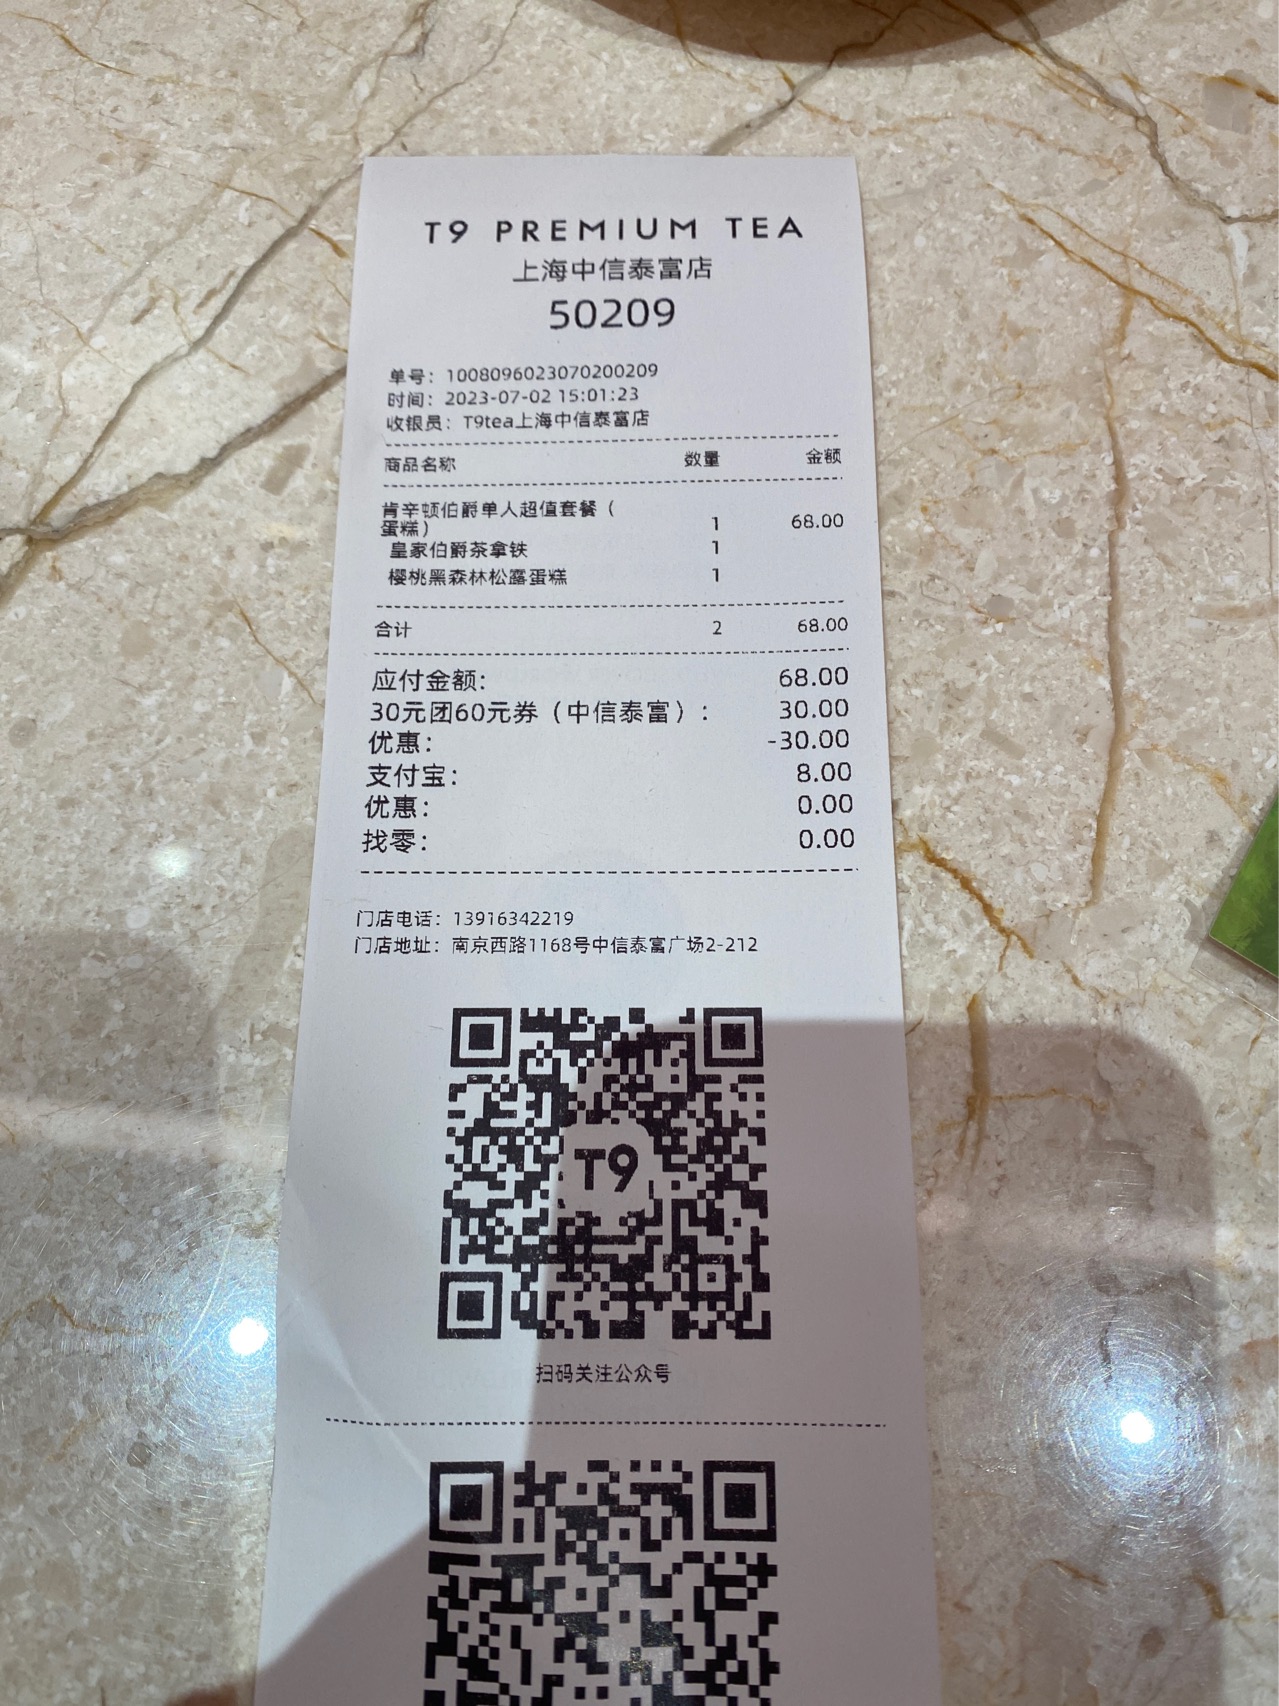 T9 PREMIUM TEA
上海中信泰富店
50209
单号：1008096023070200209
时间：2023-07-02 15:01:23
收银员：T9tea上海中信泰富店
商品名称 数量 金额
肯辛顿伯爵单人超值套餐（
蛋糕） 1 68.00
皇家伯爵茶拿铁 1
樱桃黑森林松露蛋糕 1
合计 2 68.00
应付金额： 68.00
30元团60元券（中信泰富）： 30.00
优惠： -30.00
支付宝： 8.00
优惠： 0.00
找零： 0.00
门店电话：13916342219
门店地址：南京西路1168号中信泰富广场2-212
T9
扫码关注公众号